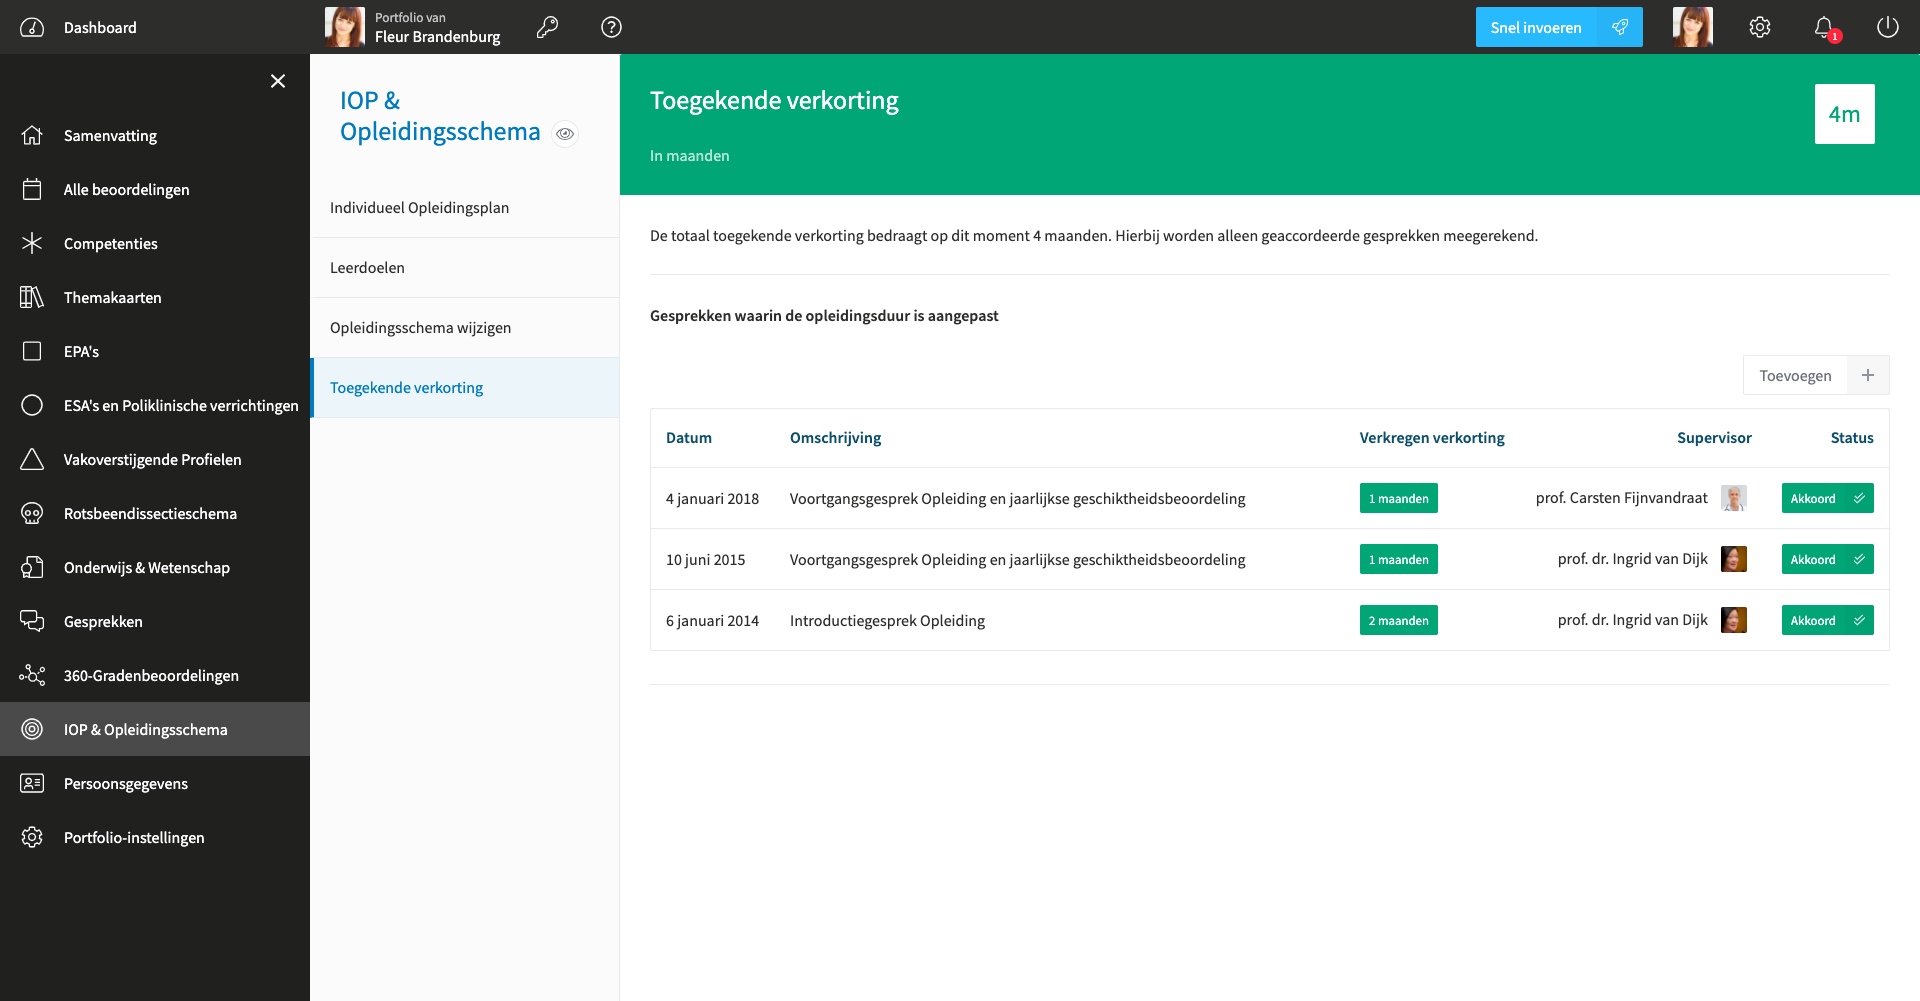 Dashboard
Portfolio van
Fleur Brandenburg
Snel invoeren
1
Samenvatting
Alle beoordelingen
Competenties
Themakaarten
EPA's
ESA's en Poliklinische verrichtingen
Vakoverstijgende Profielen
Rotsbeendissectieschema
Onderwijs & Wetenschap
Gesprekken
360-Gradenbeoordelingen
IOP & Opleidingsschema
Persoonsgegevens
Portfolio-instellingen
IOP &
Opleidingsschema
Individueel Opleidingsplan
Leerdoelen
Opleidingsschema wijzigen
Toegekende verkorting
Toegekende verkorting
4m
In maanden
De totaal toegekende verkorting bedraagt op dit moment 4 maanden. Hierbij worden alleen geaccordeerde gesprekken meegerekend.
Gesprekken waarin de opleidingsduur is aangepast
Toevoegen
Datum Omschrijving Verkregen verkorting Supervisor Status
4 januari 2018 Voortgangsgesprek Opleiding en jaarlijkse geschiktheidsbeoordeling 1 maanden prof. Carsten Fijnvandraat Akkoord
10 juni 2015 Voortgangsgesprek Opleiding en jaarlijkse geschiktheidsbeoordeling 1 maanden prof. dr. Ingrid van Dijk Akkoord
6 januari 2014 Introductiegesprek Opleiding 2 maanden prof. dr. Ingrid van Dijk Akkoord